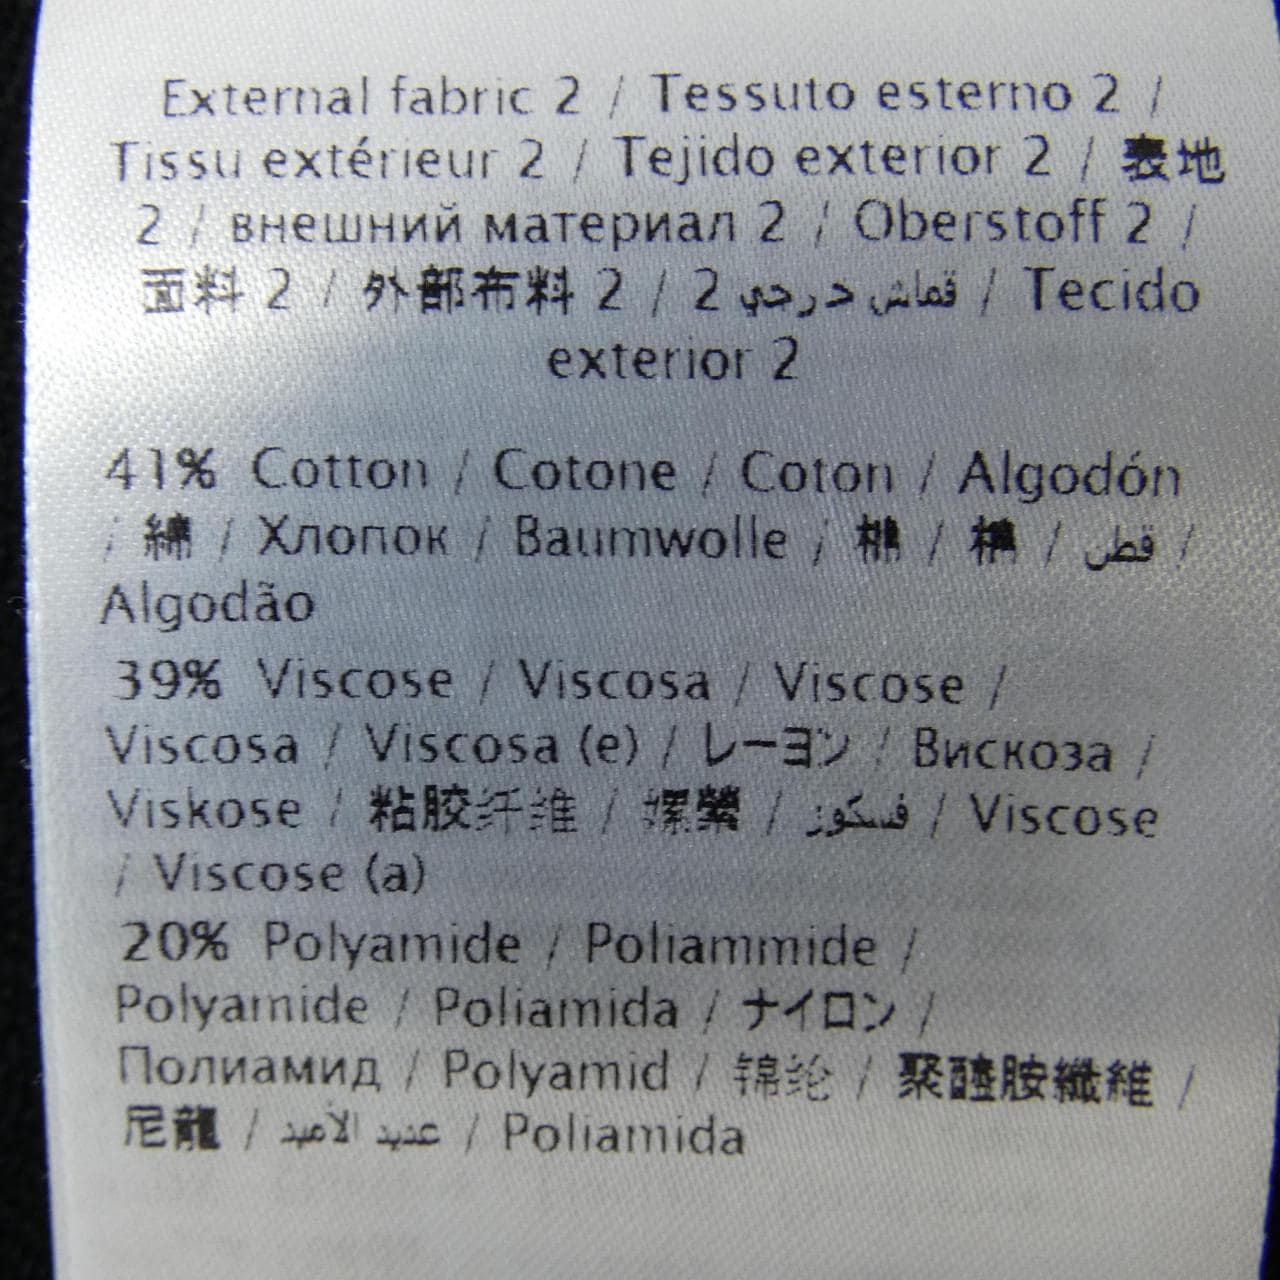 External fabric 2 / Tessuto esterno 2 /
Tissu extérieur 2 / Tejido exterior 2 / 表地
2 / внешний материал 2 / Oberstoff 2 /
面料 2 / 外部布料 2 / 2 قماش درجي / Tecido
exterior 2
41% Cotton / Cotone / Coton / Algodón
/ 綿 / Хлопок / Baumwolle / 棉 / 棉 / قطن /
Algodão
39% Viscose / Viscosa / Viscose /
Viscosa / Viscosa (e) / レーヨン / Вискоза /
Viskose / 粘胶纤维 / 嫘縈 / فسكوز / Viscose
/ Viscose (a)
20% Polyamide / Poliammide /
Polyamide / Poliamida / ナイロン /
Полиамид / Polyamid / 锦纶 / 聚醯胺纖維 /
尼龍 / عديد الأميد / Poliamida